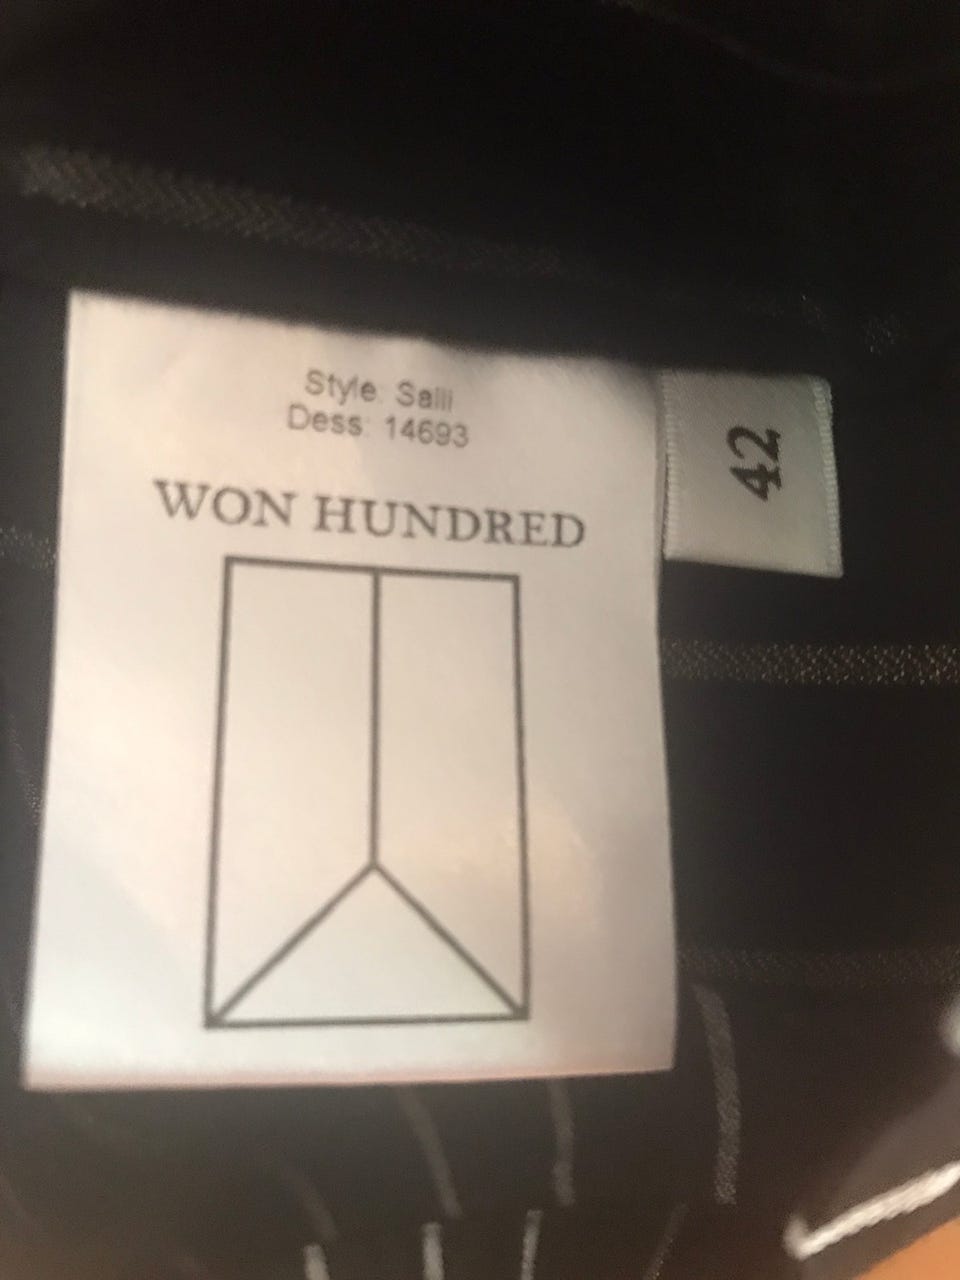 Style: Salli
Dess: 14693
WON HUNDRED
42